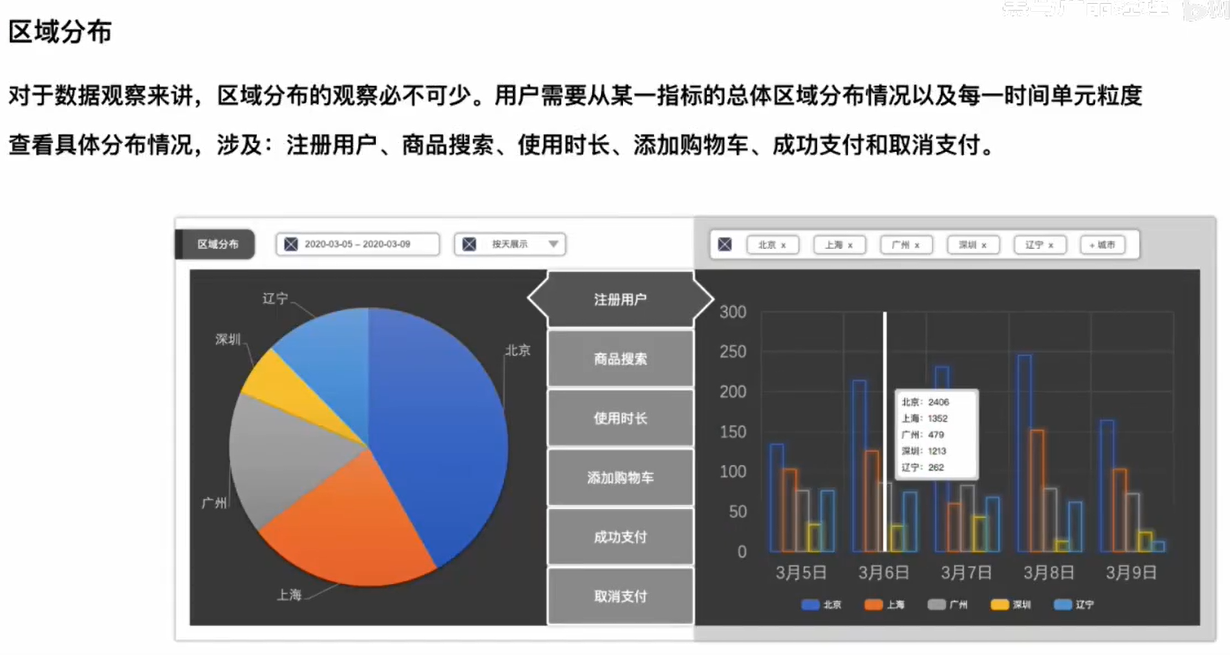 区域分布
对于数据观察来讲，区域分布的观察必不可少。用户需要从某一指标的总体区域分布情况以及每一时间单元粒度
查看具体分布情况，涉及：注册用户、商品搜索、使用时长、添加购物车、成功支付和取消支付。
区域分布 2020-03-05 – 2020-03-09 按天展示
北京 x 上海 x 广州 x 深圳 x 辽宁 x + 城市
辽宁
深圳
北京
广州
上海
注册用户
商品搜索
使用时长
添加购物车
成功支付
取消支付
300
250
200
150
100
50
0
北京：2406
上海：1352
广州：479
深圳：1213
辽宁：262
3月5日 3月6日 3月7日 3月8日 3月9日
北京 上海 广州 深圳 辽宁